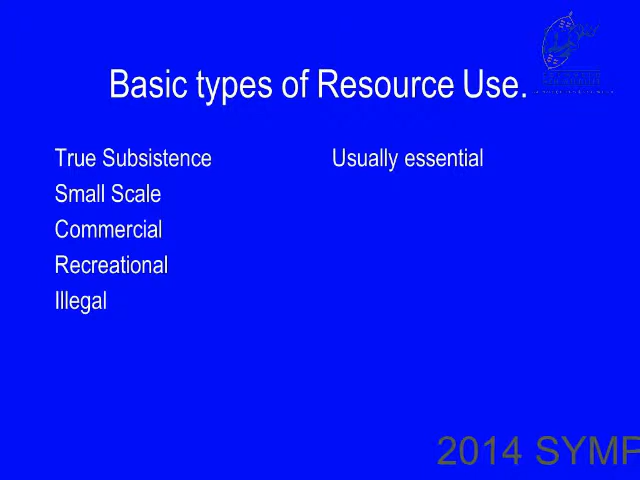 Basic types of Resource Use.
True Subsistence Usually essential
Small Scale
Commercial
Recreational
Illegal
2014 SYMP